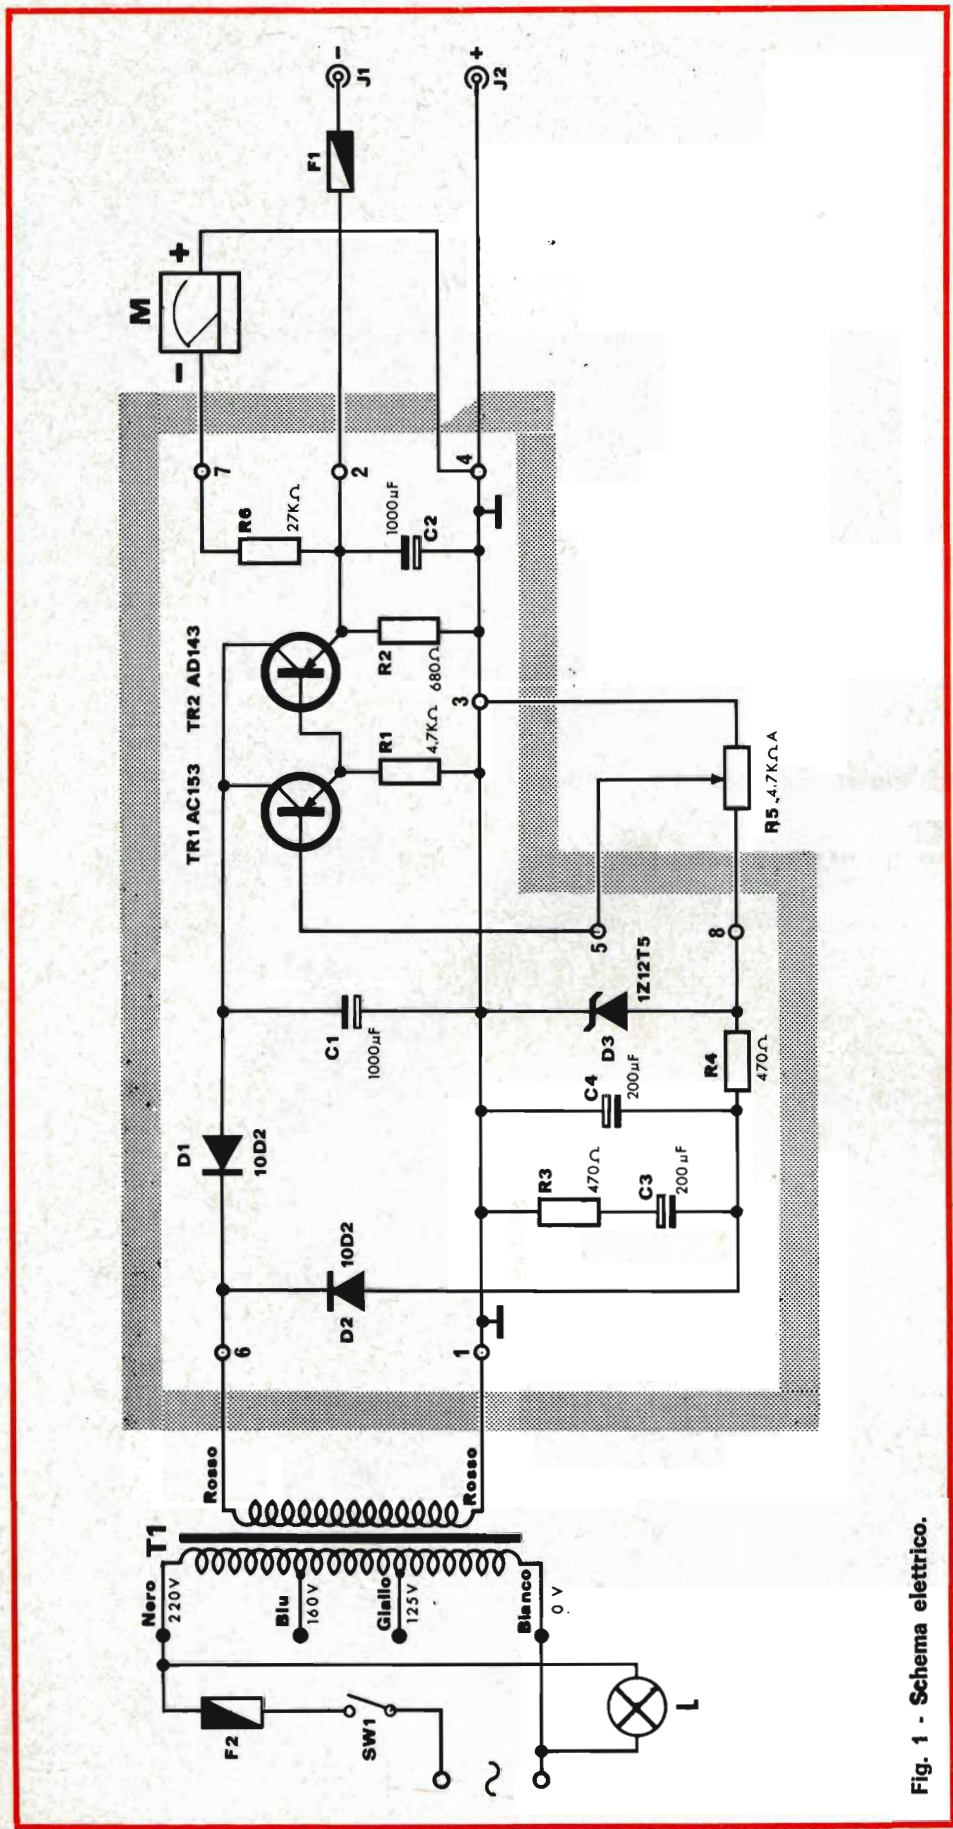 T1
Nero
220V
Blu
160V
Giallo
125V
Bianco
0V
F2
SW1
~
L
Rosso
Rosso
6
1
D1
10D2
D2
10D2
R3
470Ω
C3
200μF
C4
200μF
C1
1000μF
D3
1Z12T5
R4
470Ω
5
8
R5 4.7KΩA
TR1 AC153
TR2 AD143
R1
4,7KΩ
R2
680Ω
3
R6
27KΩ
1000μF
C2
7
2
4
-
M
+
F1
-
J1
+
J2
Fig. 1 - Schema elettrico.